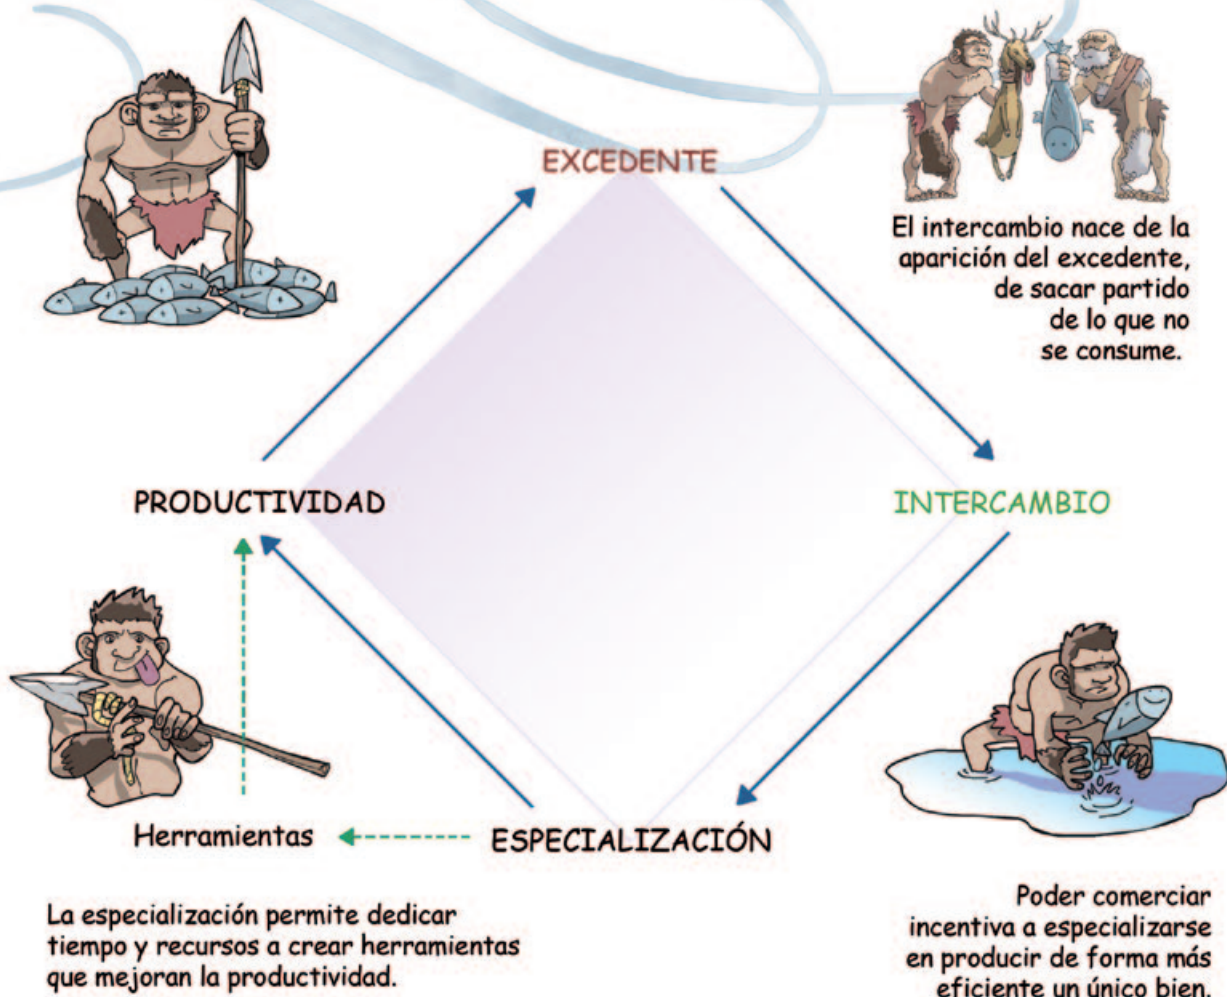 EXCEDENTE
El intercambio nace de la
aparición del excedente,
de sacar partido
de lo que no
se consume.
PRODUCTIVIDAD
INTERCAMBIO
Herramientas
ESPECIALIZACIÓN
La especialización permite dedicar
tiempo y recursos a crear herramientas
que mejoran la productividad.
Poder comerciar
incentiva a especializarse
en producir de forma más
eficiente un único bien.